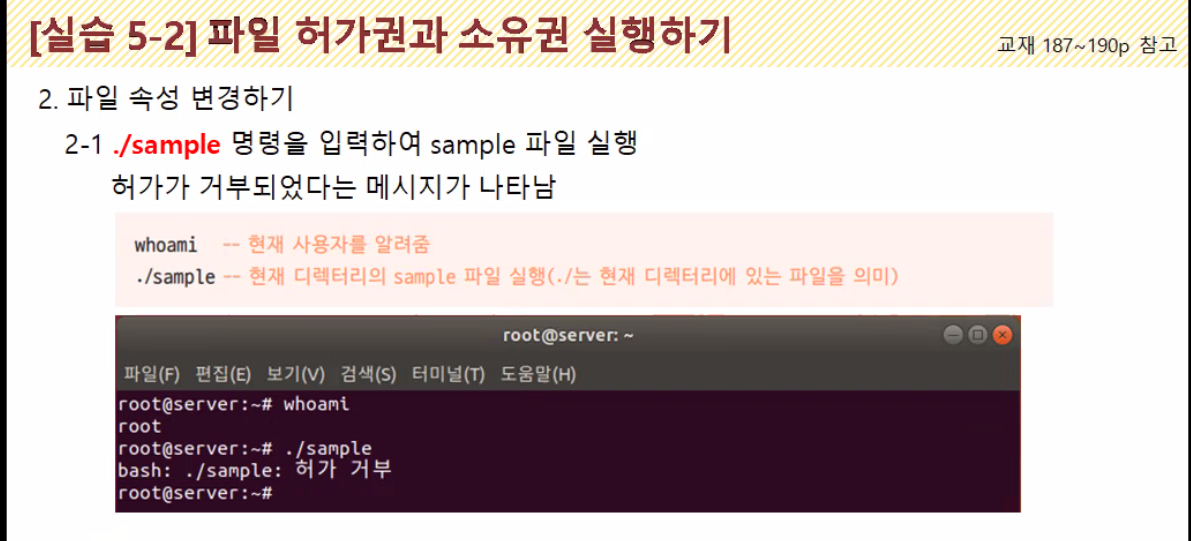 [실습 5-2] 파일 허가권과 소유권 실행하기
교재 187~190p 참고
2. 파일 속성 변경하기
2-1 ./sample 명령을 입력하여 sample 파일 실행
허가가 거부되었다는 메시지가 나타남
whoami -- 현재 사용자를 알려줌
./sample -- 현재 디렉터리의 sample 파일 실행(./는 현재 디렉터리에 있는 파일을 의미)
root@server: ~
파일(F) 편집(E) 보기(V) 검색(S) 터미널(T) 도움말(H)
root@server:~# whoami
root
root@server:~# ./sample
bash: ./sample: 허가 거부
root@server:~#